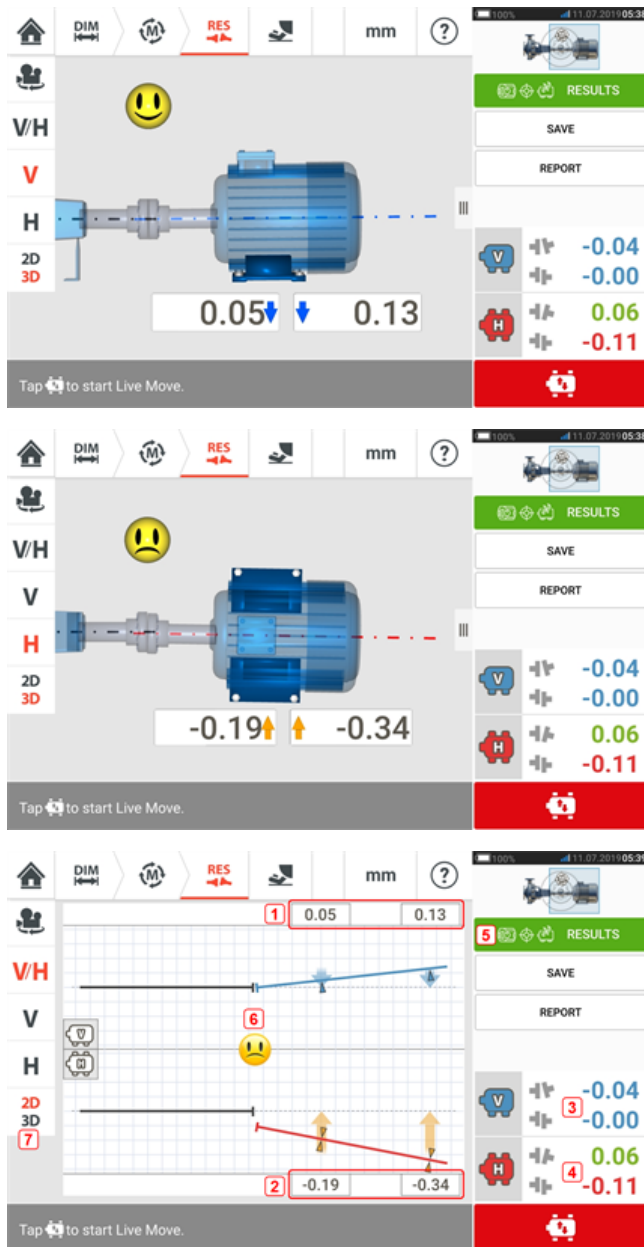 DIM
M
RES
mm
?
100% 11.07.2019 05:38
V/H
V
H
2D
3D
0.05 0.13
Tap to start Live Move.
RESULTS
SAVE
REPORT
V -0.04
-0.00
H 0.06
-0.11
DIM
M
RES
mm
?
100% 11.07.2019 05:38
V/H
V
H
2D
3D
-0.19 -0.34
Tap to start Live Move.
RESULTS
SAVE
REPORT
V -0.04
-0.00
H 0.06
-0.11
DIM
M
RES
mm
?
100% 11.07.2019 05:39
V/H
V
H
2D
3D
7
1 0.05 0.13
V
H
6
2 -0.19 -0.34
Tap to start Live Move.
5 RESULTS
SAVE
REPORT
V 3 -0.04
-0.00
H 4 0.06
-0.11